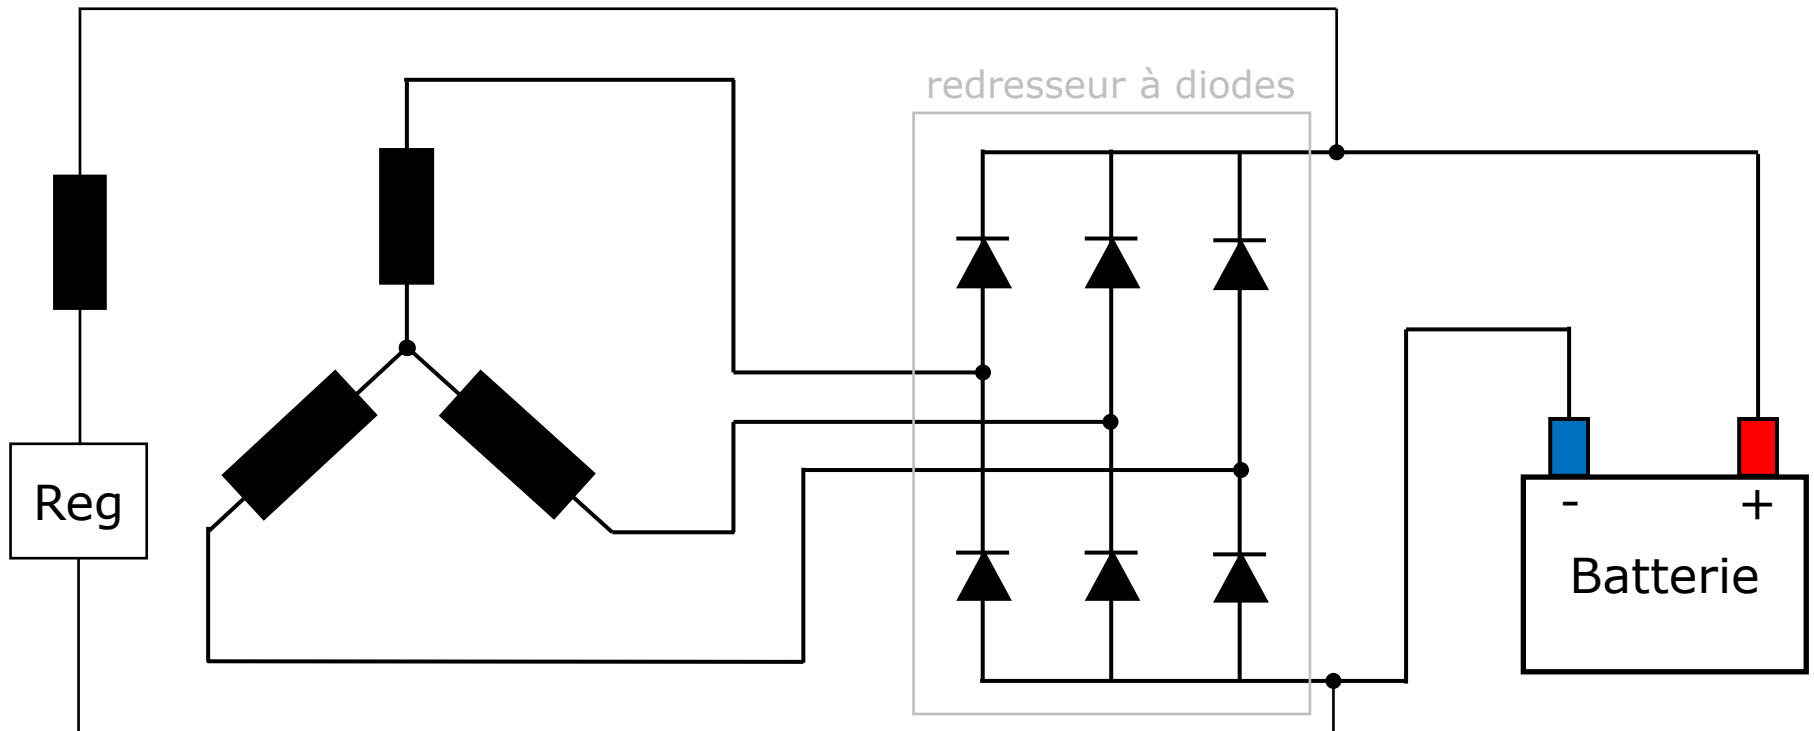 redresseur à diodes
Reg
- +
Batterie